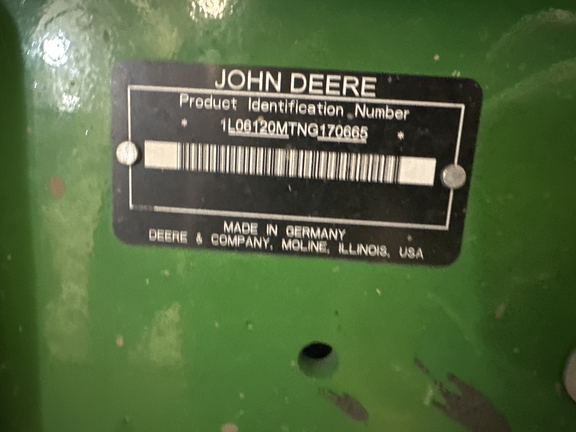 JOHN DEERE
Product Identification Number
* 1L06120MTNG170665 *
MADE IN GERMANY
DEERE & COMPANY, MOLINE, ILLINOIS, USA